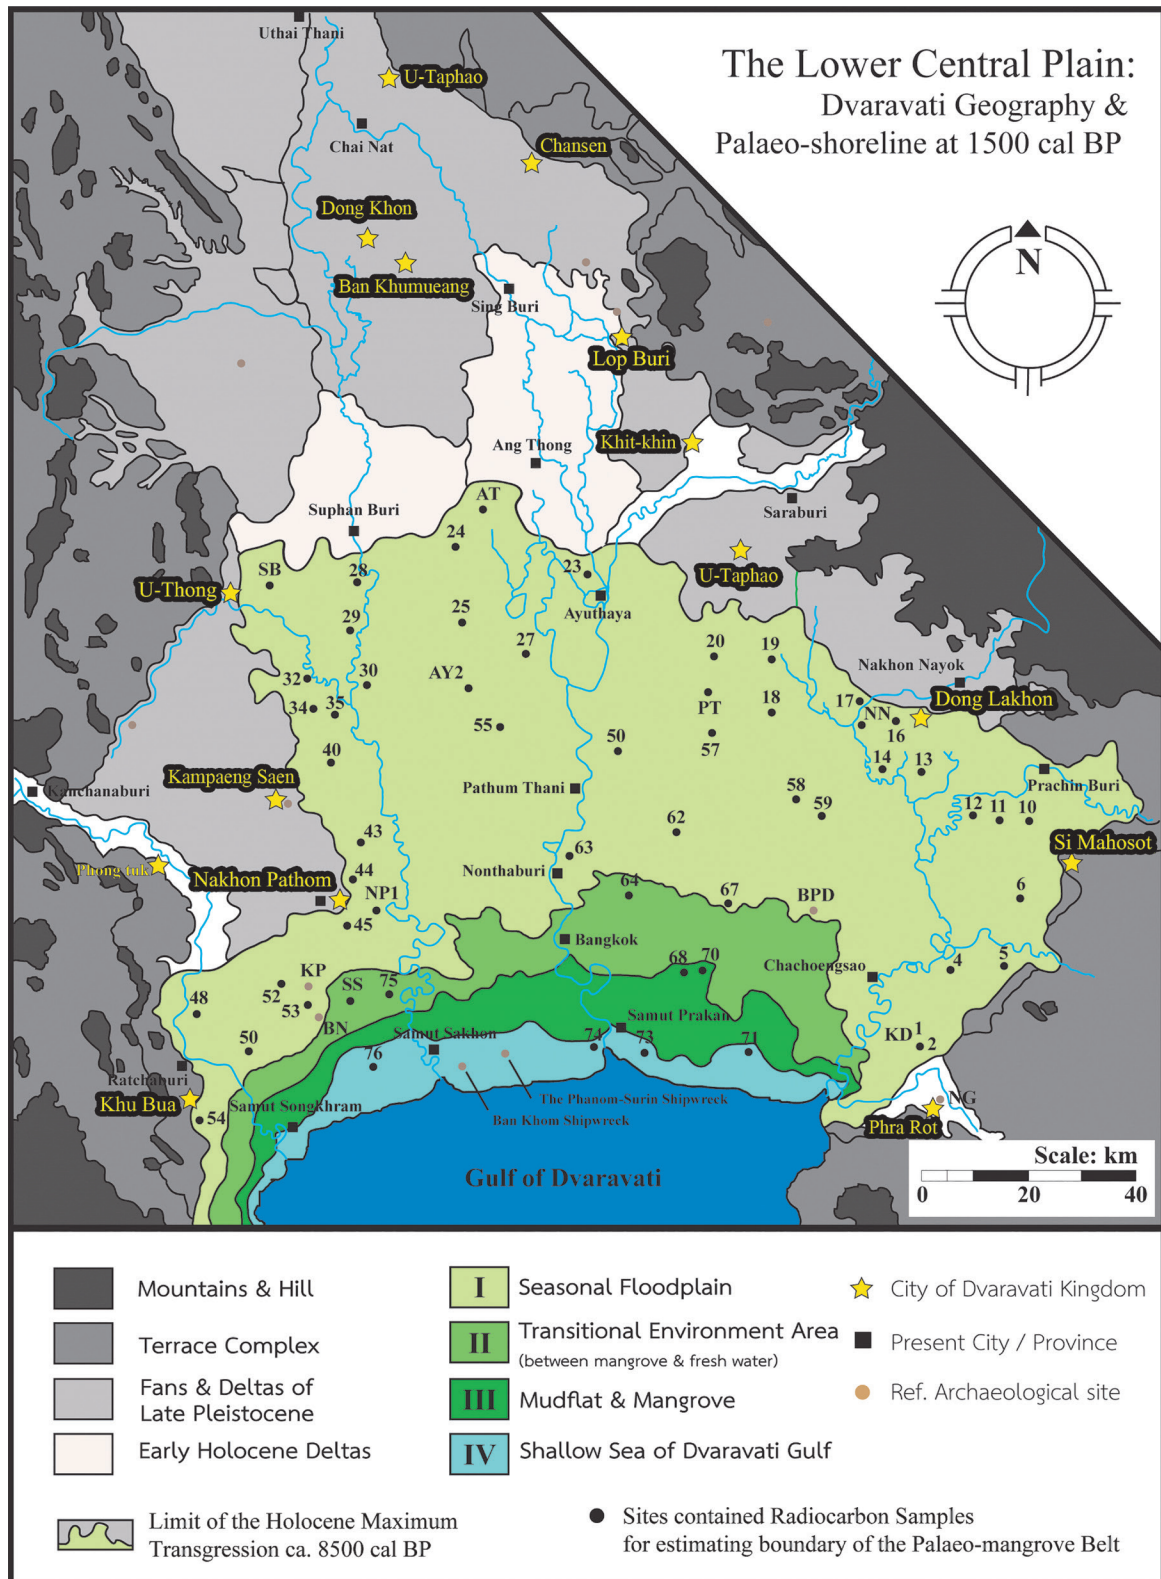 The Lower Central Plain:
Dvaravati Geography &
Palaeo-shoreline at 1500 cal BP
N
Uthai Thani
U-Taphao
Chai Nat
Chansen
Dong Khon
Ban Khumueang
Sing Buri
Lop Buri
Ang Thong
Khit-khin
AT
Saraburi
Suphan Buri
24
U-Taphao
SB
28
23
U-Thong
Ayuthaya
25
29
20
19
27
Nakhon Nayok
32
30
AY2
34
35
PT
18
17
NN
Dong Lakhon
16
55
57
50
40
14
13
Prachin Buri
Kampaeng Saen
Kanchanaburi
Pathum Thani
58
59
12
11
10
62
43
Si Mahosot
63
Phong tuk
44
Nonthaburi
Nakhon Pathom
NP1
64
67
BPD
6
45
Bangkok
KP
68
70
Chachoengsao
4
5
52
SS
75
48
53
BN
Samut Prakan
50
Samut Sakhon
74
73
71
KD
1
2
76
Ratchaburi
The Phanom-Surin Shipwreck
Khu Bua
Samut Songkhram
Ban Khom Shipwreck
NG
54
Phra Rot
Gulf of Dvaravati
Scale: km
0 20 40
Mountains & Hill
Terrace Complex
Fans & Deltas of
Late Pleistocene
Early Holocene Deltas
Limit of the Holocene Maximum
Transgression ca. 8500 cal BP
I Seasonal Floodplain
II Transitional Environment Area
(between mangrove & fresh water)
III Mudflat & Mangrove
IV Shallow Sea of Dvaravati Gulf
City of Dvaravati Kingdom
Present City / Province
Ref. Archaeological site
Sites contained Radiocarbon Samples
for estimating boundary of the Palaeo-mangrove Belt